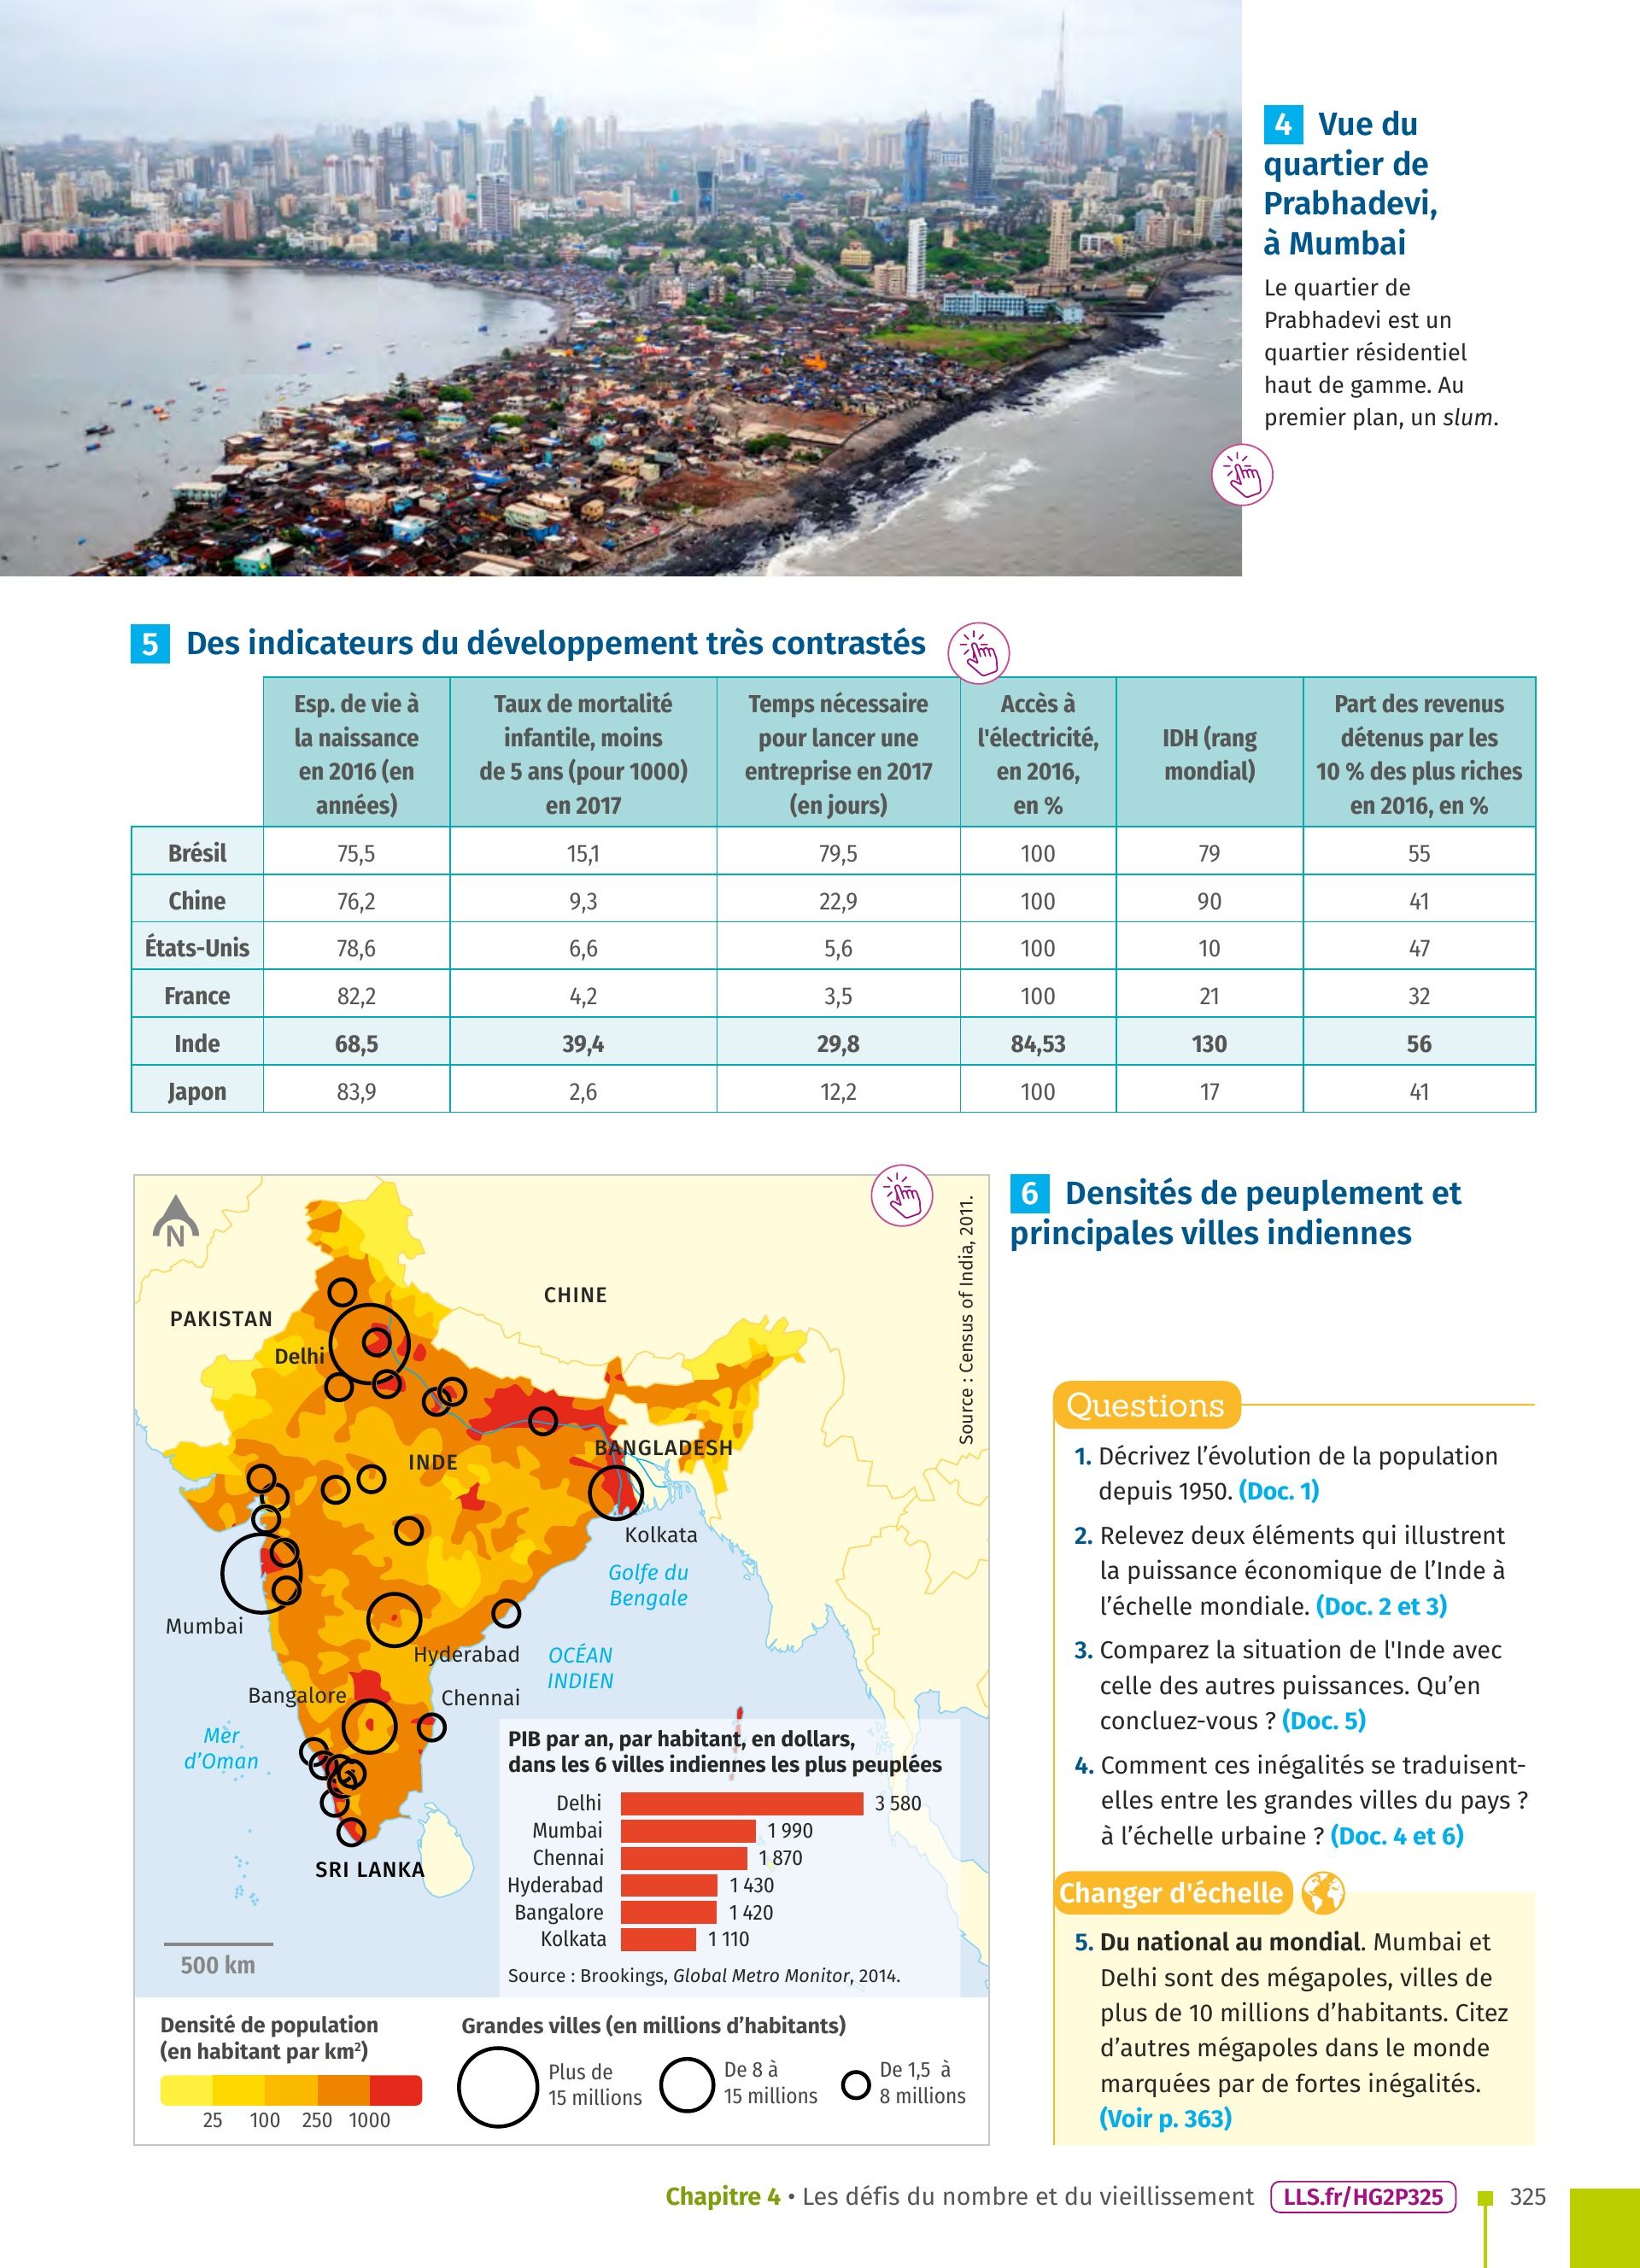 4 Vue du
quartier de
Prabhadevi,
à Mumbai
Le quartier de
Prabhadevi est un
quartier résidentiel
haut de gamme. Au
premier plan, un slum.
5 Des indicateurs du développement très contrastés
Esp. de vie à
la naissance
en 2016 (en
années)
Taux de mortalité
infantile, moins
de 5 ans (pour 1000)
en 2017
Temps nécessaire
pour lancer une
entreprise en 2017
(en jours)
Accès à
l'électricité,
en 2016,
en %
IDH (rang
mondial)
Part des revenus
détenus par les
10 % des plus riches
en 2016, en %
Brésil 75,5 15,1 79,5 100 79 55
Chine 76,2 9,3 22,9 100 90 41
États-Unis 78,6 6,6 5,6 100 10 47
France 82,2 4,2 3,5 100 21 32
Inde 68,5 39,4 29,8 84,53 130 56
Japon 83,9 2,6 12,2 100 17 41
6 Densités de peuplement et
principales villes indiennes
N
Source : Census of India, 2011.
CHINE
PAKISTAN
Delhi
BANGLADESH
INDE
Kolkata
Golfe du
Bengale
Mumbai
Hyderabad
OCÉAN
INDIEN
Bangalore
Chennai
Mer
d'Oman
SRI LANKA
500 km
PIB par an, par habitant, en dollars,
dans les 6 villes indiennes les plus peuplées
Delhi 3 580
Mumbai 1 990
Chennai 1 870
Hyderabad 1 430
Bangalore 1 420
Kolkata 1 110
Source : Brookings, Global Metro Monitor, 2014.
Densité de population
(en habitant par km²)
25 100 250 1000
Grandes villes (en millions d’habitants)
Plus de
15 millions
De 8 à
15 millions
De 1,5 à
8 millions
Questions
1. Décrivez l’évolution de la population
depuis 1950. (Doc. 1)
2. Relevez deux éléments qui illustrent
la puissance économique de l’Inde à
l’échelle mondiale. (Doc. 2 et 3)
3. Comparez la situation de l'Inde avec
celle des autres puissances. Qu’en
concluez-vous ? (Doc. 5)
4. Comment ces inégalités se traduisent-
elles entre les grandes villes du pays ?
à l’échelle urbaine ? (Doc. 4 et 6)
Changer d'échelle
5. Du national au mondial. Mumbai et
Delhi sont des mégapoles, villes de
plus de 10 millions d’habitants. Citez
d’autres mégapoles dans le monde
marquées par de fortes inégalités.
(Voir p. 363)
Chapitre 4 • Les défis du nombre et du vieillissement LLS.fr/HG2P325 325